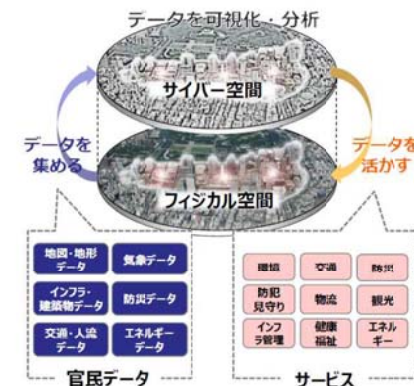 データを可視化・分析
サイバー空間
データを
集める
データを
活かす
フィジカル空間
地図・地形
データ
気象データ
インフラ・
建築物データ
防災データ
交通・人流
データ
エネルギー
データ
官民データ
環境
交通
防災
防犯
見守り
物流
観光
インフ
ラ管理
健康
福祉
エネル
ギー
サービス